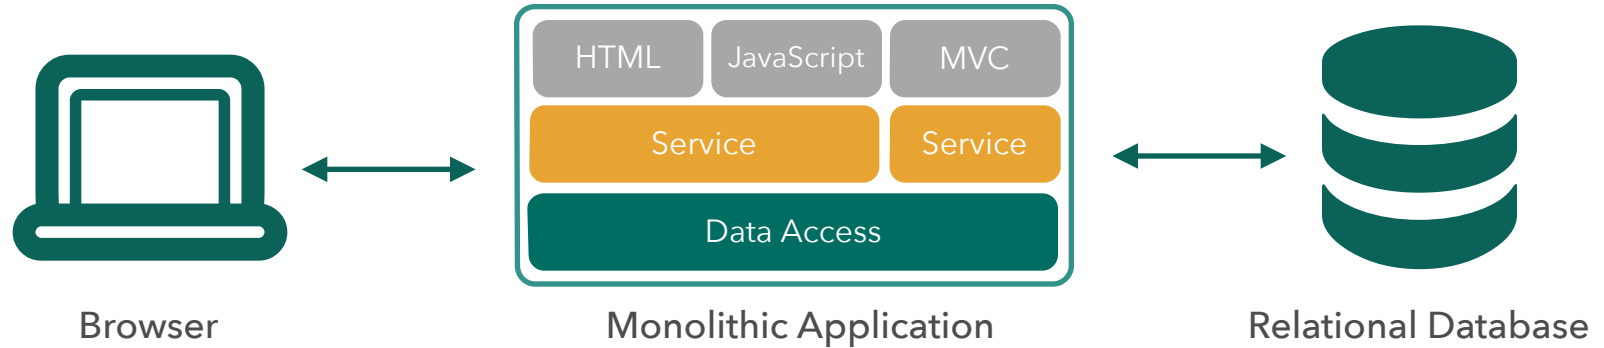 HTML
JavaScript
MVC
Service
Service
Data Access
Browser
Monolithic Application
Relational Database